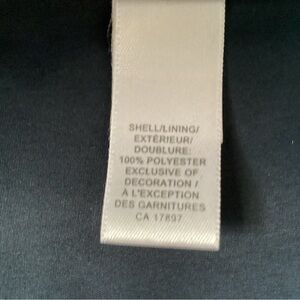 SHELL/LINING/
EXTÉRIEUR/
DOUBLURE:
100% POLYESTER
EXCLUSIVE OF
DECORATION /
À L'EXCEPTION
DES GARNITURES
CA 17897